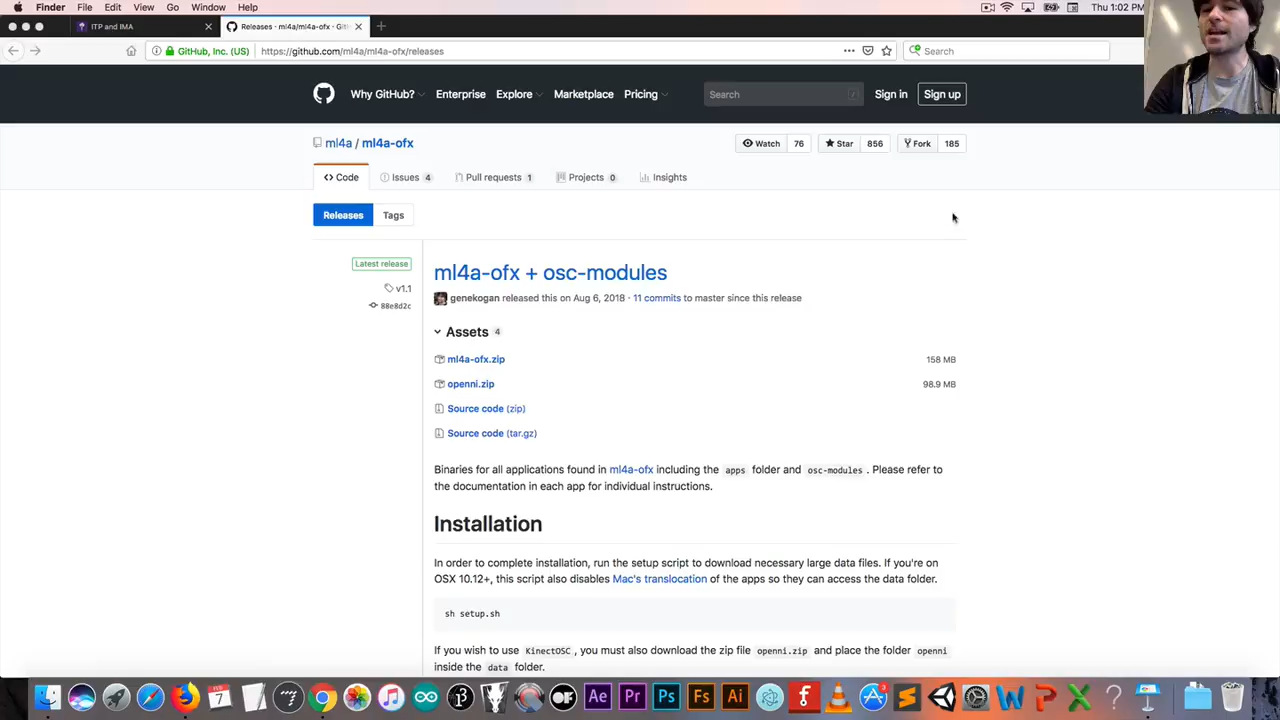 Finder File Edit View Go Window Help Thu 1:02 PM
ITP and IMA Releases · ml4a/ml4a-ofx · Git
GitHub, Inc. (US) https://github.com/ml4a/ml4a-ofx/releases Search
Why GitHub? Enterprise Explore Marketplace Pricing Search / Sign in Sign up
ml4a / ml4a-ofx Watch 76 Star 856 Fork 185
<> Code Issues 4 Pull requests 1 Projects 0 Insights
Releases Tags
Latest release
v1.1
88e8d2c
ml4a-ofx + osc-modules
genekogan released this on Aug 6, 2018 · 11 commits to master since this release
Assets 4
ml4a-ofx.zip 158 MB
openni.zip 98.9 MB
Source code (zip)
Source code (tar.gz)
Binaries for all applications found in ml4a-ofx including the apps folder and osc-modules . Please refer to
the documentation in each app for individual instructions.
Installation
In order to complete installation, run the setup script to download necessary large data files. If you're on
OSX 10.12+, this script also disables Mac's translocation of the apps so they can access the data folder.
sh setup.sh
If you wish to use KinectOSC , you must also download the zip file openni.zip and place the folder openni
inside the data folder.
7 3 OF Ae Pr Ps Fs Ai f W P X ?